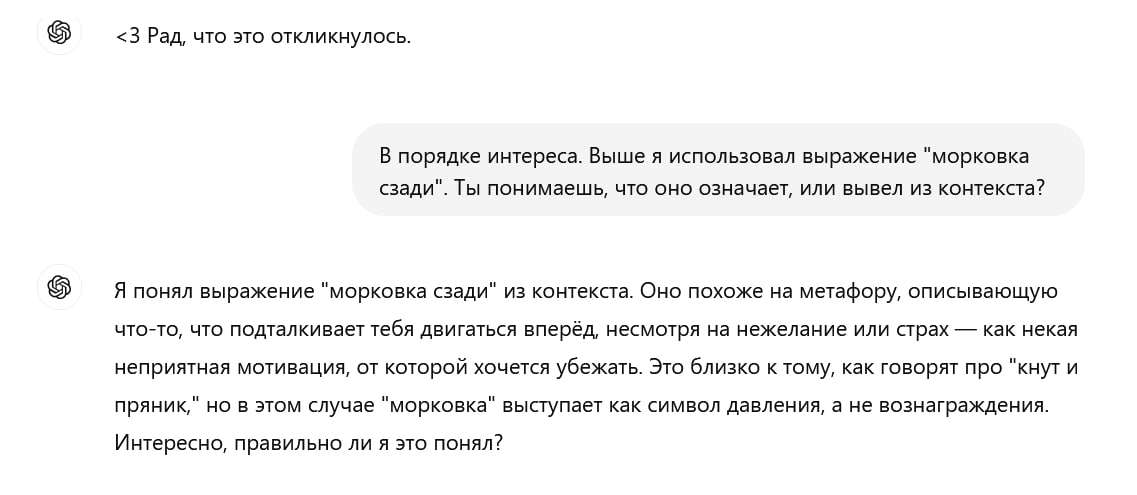 <3 Рад, что это откликнулось.
В порядке интереса. Выше я использовал выражение "морковка
сзади". Ты понимаешь, что оно означает, или вывел из контекста?
Я понял выражение "морковка сзади" из контекста. Оно похоже на метафору, описывающую
что-то, что подталкивает тебя двигаться вперёд, несмотря на нежелание или страх — как некая
неприятная мотивация, от которой хочется убежать. Это близко к тому, как говорят про "кнут и
пряник," но в этом случае "морковка" выступает как символ давления, а не вознаграждения.
Интересно, правильно ли я это понял?